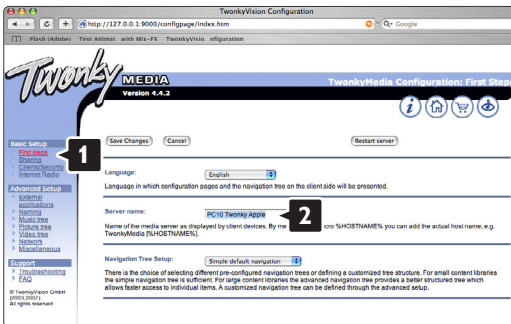 TwonkyVision Configuration
http://127.0.0.1:9000/configpage/index.htm
Google
Flash (Adobe) Text Animat...with Mix-FX TwonkyVisio...nfiguration
Twonky
MEDIA
Version 4.4.2
TwonkyMedia Configuration: First Steps
Basic Setup
First steps
Sharing
Clients/Security
Internet Radio
Advanced Setup
External
applications
Naming
Music tree
Picture tree
Video tree
Network
Miscellaneous
Support
Troubleshooting
FAQ
© TwonkyVision GmbH
(2003,2007)
All rights reserved
1
Save Changes Cancel Restart server
Language: English
Language in which configuration pages and the navigation tree on the client side will be presented.
Server name: PC10 Twonky Apple
2
Name of the media server as displayed by client devices. By me cro %HOSTNAME% you can add the actual host name, e.g.
TwonkyMedia [%HOSTNAME%].
Navigation Tree Setup: Simple default navigation
There is the choice of selecting different pre-configured navigation trees or defining a customized tree structure. For small content libraries
the simple navigation tree is sufficient. For large content libraries the advanced navigation tree provides a better structured tree which
allows faster access to individual items. A customized navigation tree can be defined through the advanced setup.